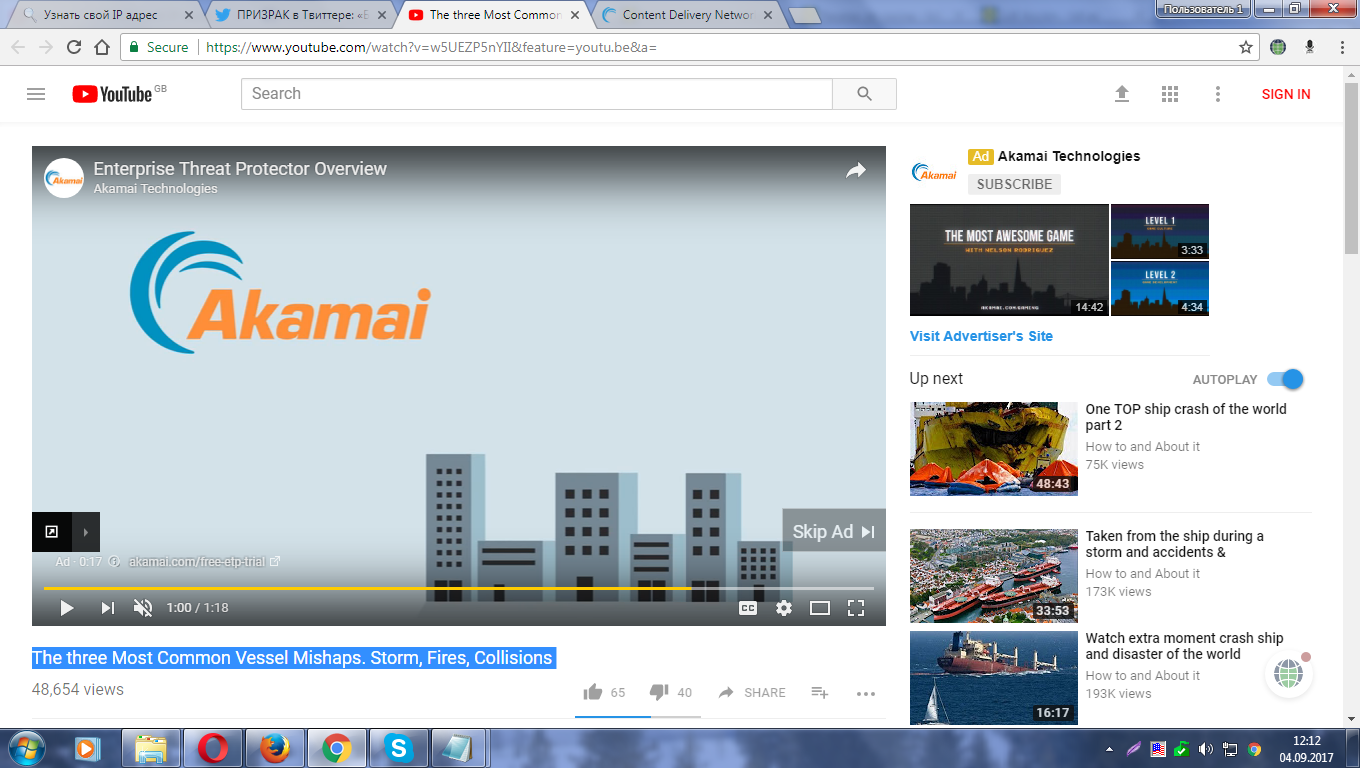 Узнать свой IP адрес
ПРИЗРАК в Твиттере: «Е
The three Most Common
Content Delivery Networ
Пользователь 1
Secure
https://www.youtube.com/watch?v=w5UEZP5nYII&feature=youtu.be&a=
YouTube GB
Search
SIGN IN
Akamai
Enterprise Threat Protector Overview
Akamai Technologies
Akamai
Skip Ad
Ad · 0:17
akamai.com/free-etp-trial
1:00 / 1:18
CC
The three Most Common Vessel Mishaps. Storm, Fires, Collisions
48,654 views
65
40
SHARE
Akamai
Ad Akamai Technologies
SUBSCRIBE
THE MOST AWESOME GAME
WITH NELSON RODRIGUEZ
AKAMAI.COM/GAMING
14:42
LEVEL 1
3:33
LEVEL 2
4:34
Visit Advertiser's Site
Up next
AUTOPLAY
48:43
One TOP ship crash of the world
part 2
How to and About it
75K views
33:53
Taken from the ship during a
storm and accidents &
How to and About it
173K views
16:17
Watch extra moment crash ship
and disaster of the world
How to and About it
193K views
12:12
04.09.2017